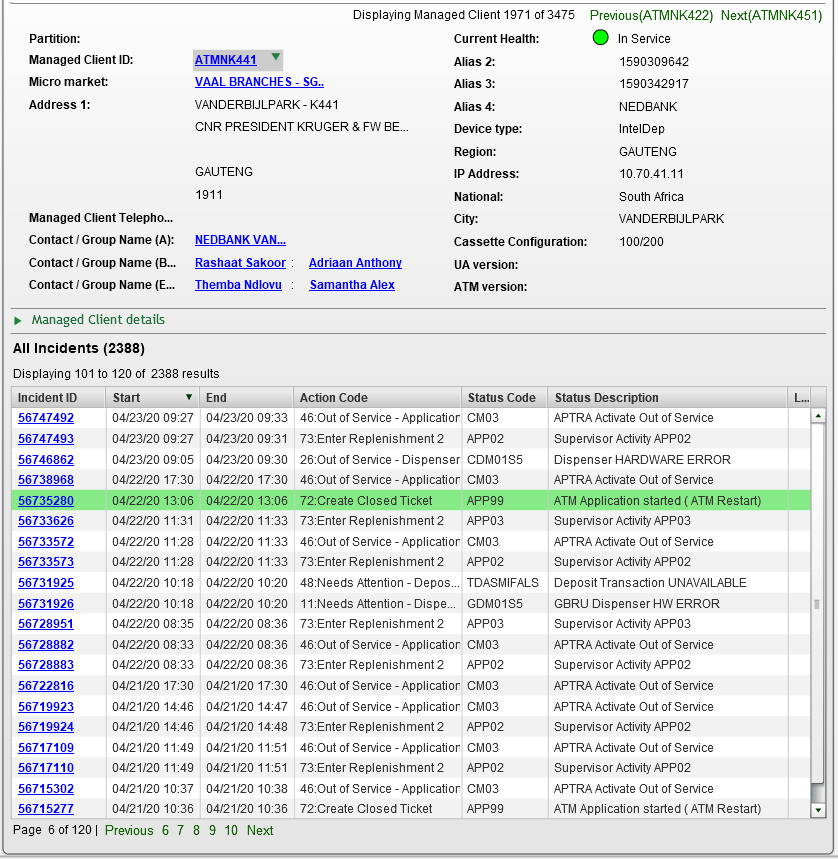 Displaying Managed Client 1971 of 3475 Previous(ATMNK422) Next(ATMNK451)
Partition: Current Health: In Service
Managed Client ID: ATMNK441 Alias 2: 1590309642
Micro market: VAAL BRANCHES - SG.. Alias 3: 1590342917
Address 1: VANDERBIJLPARK - K441 Alias 4: NEDBANK
CNR PRESIDENT KRUGER & FW BE... Device type: IntelDep
Region: GAUTENG
GAUTENG IP Address: 10.70.41.11
1911 National: South Africa
Managed Client Telepho... City: VANDERBIJLPARK
Contact / Group Name (A): NEDBANK VAN... Cassette Configuration: 100/200
Contact / Group Name (B... Rashaat Sakoor : Adriaan Anthony UA version:
Contact / Group Name (E... Themba Ndlovu : Samantha Alex ATM version:
Managed Client details
All Incidents (2388)
Displaying 101 to 120 of 2388 results
Incident ID Start End Action Code Status Code Status Description L...
56747492 04/23/20 09:27 04/23/20 09:33 46:Out of Service - Application CM03 APTRA Activate Out of Service
56747493 04/23/20 09:27 04/23/20 09:31 73:Enter Replenishment 2 APP02 Supervisor Activity APP02
56746862 04/23/20 09:05 04/23/20 09:30 26:Out of Service - Dispenser CDM01S5 Dispenser HARDWARE ERROR
56738968 04/22/20 17:30 04/22/20 17:30 46:Out of Service - Application CM03 APTRA Activate Out of Service
56735280 04/22/20 13:06 04/22/20 13:06 72:Create Closed Ticket APP99 ATM Application started ( ATM Restart)
56733626 04/22/20 11:31 04/22/20 11:33 73:Enter Replenishment 2 APP03 Supervisor Activity APP03
56733572 04/22/20 11:28 04/22/20 11:33 46:Out of Service - Application CM03 APTRA Activate Out of Service
56733573 04/22/20 11:28 04/22/20 11:33 73:Enter Replenishment 2 APP02 Supervisor Activity APP02
56731925 04/22/20 10:18 04/22/20 10:20 48:Needs Attention - Depos... TDASMIFALS Deposit Transaction UNAVAILABLE
56731926 04/22/20 10:18 04/22/20 10:20 11:Needs Attention - Dispe... GDM01S5 GBRU Dispenser HW ERROR
56728951 04/22/20 08:35 04/22/20 08:36 73:Enter Replenishment 2 APP03 Supervisor Activity APP03
56728882 04/22/20 08:33 04/22/20 08:36 46:Out of Service - Application CM03 APTRA Activate Out of Service
56728883 04/22/20 08:33 04/22/20 08:36 73:Enter Replenishment 2 APP02 Supervisor Activity APP02
56722816 04/21/20 17:30 04/21/20 17:30 46:Out of Service - Application CM03 APTRA Activate Out of Service
56719923 04/21/20 14:46 04/21/20 14:47 46:Out of Service - Application CM03 APTRA Activate Out of Service
56719924 04/21/20 14:46 04/21/20 14:48 73:Enter Replenishment 2 APP02 Supervisor Activity APP02
56717109 04/21/20 11:49 04/21/20 11:51 46:Out of Service - Application CM03 APTRA Activate Out of Service
56717110 04/21/20 11:49 04/21/20 11:51 73:Enter Replenishment 2 APP02 Supervisor Activity APP02
56715302 04/21/20 10:37 04/21/20 10:38 46:Out of Service - Application CM03 APTRA Activate Out of Service
56715277 04/21/20 10:36 04/21/20 10:36 72:Create Closed Ticket APP99 ATM Application started ( ATM Restart)
Page 6 of 120 | Previous 6 7 8 9 10 Next